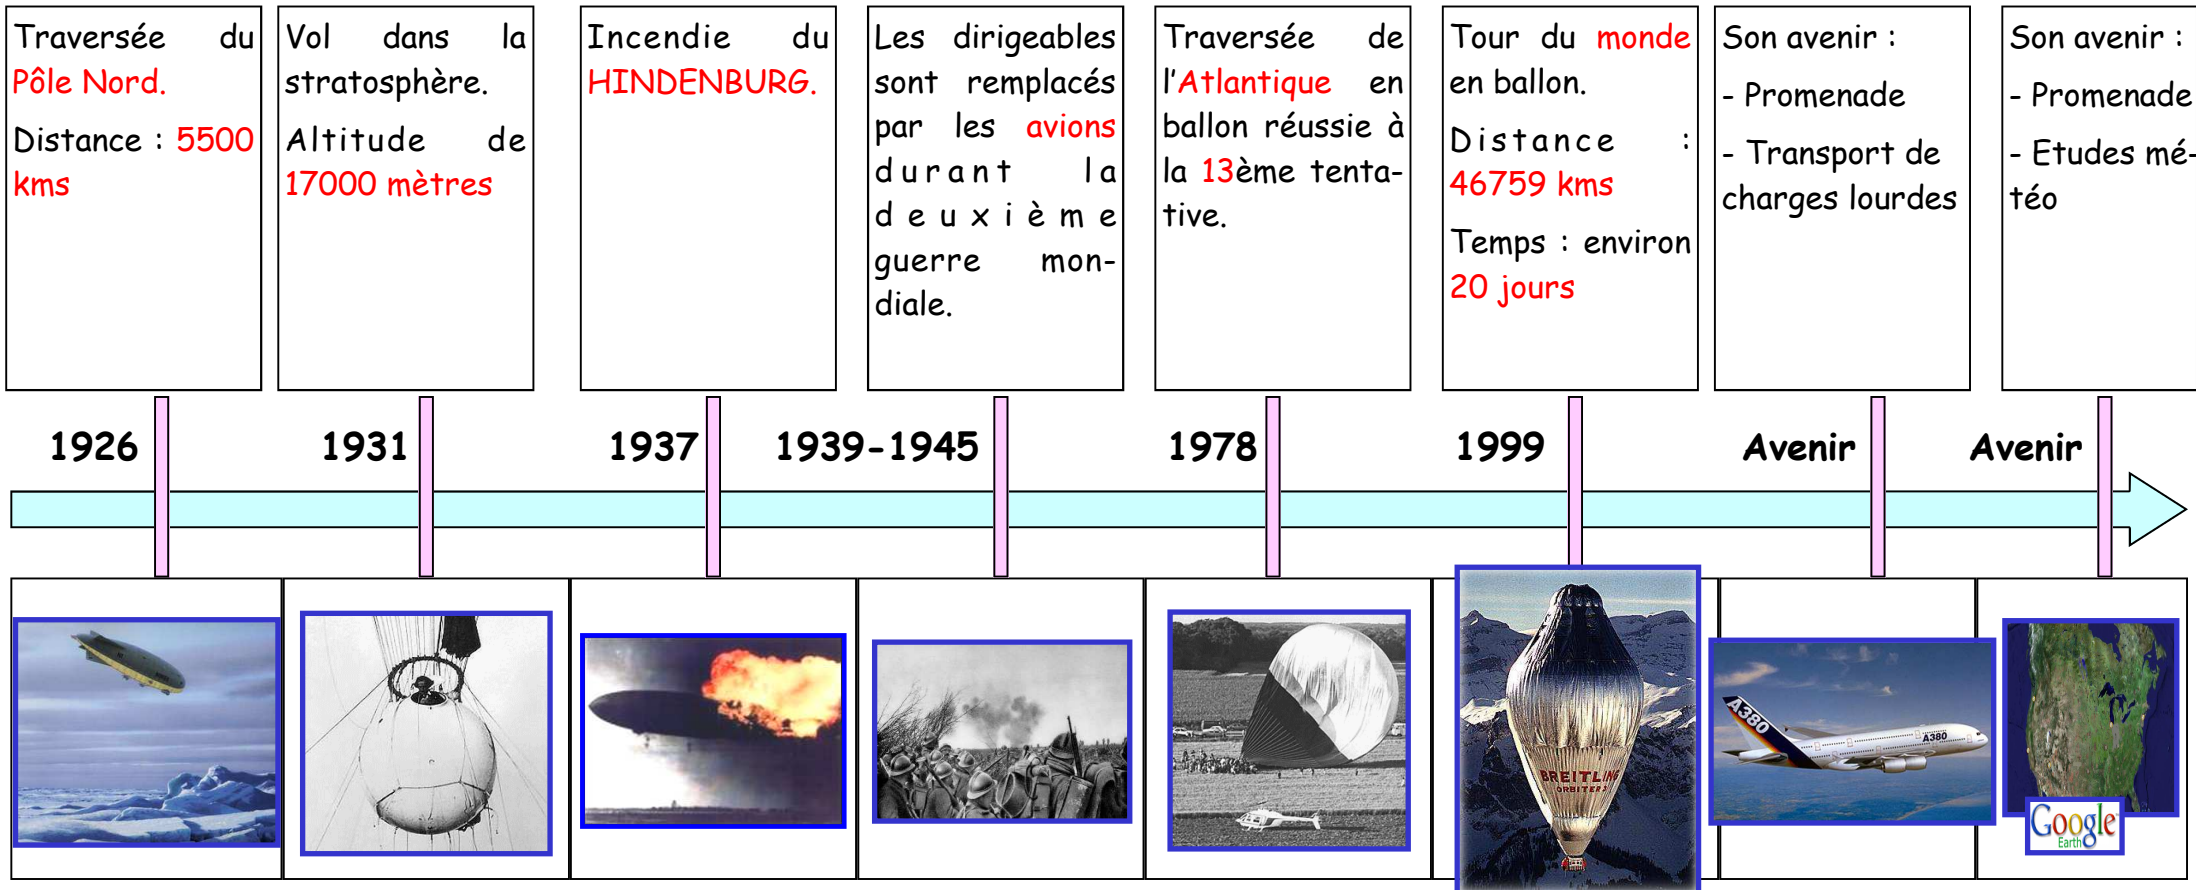 Traversée du
Pôle Nord.
Distance : 5500
kms
Vol dans la
stratosphère.
Altitude de
17000 mètres
Incendie du
HINDENBURG.
Les dirigeables
sont remplacés
par les avions
durant la
deuxième
guerre mon-
diale.
Traversée de
l'Atlantique en
ballon réussie à
la 13ème tenta-
tive.
Tour du monde
en ballon.
Distance :
46759 kms
Temps : environ
20 jours
Son avenir :
- Promenade
- Transport de
charges lourdes
Son avenir :
- Promenade
- Etudes mé-
téo
1926
1931
1937
1939-1945
1978
1999
Avenir
Avenir
BREITLING
ORBITER 3
A380
A380
Google
Earth